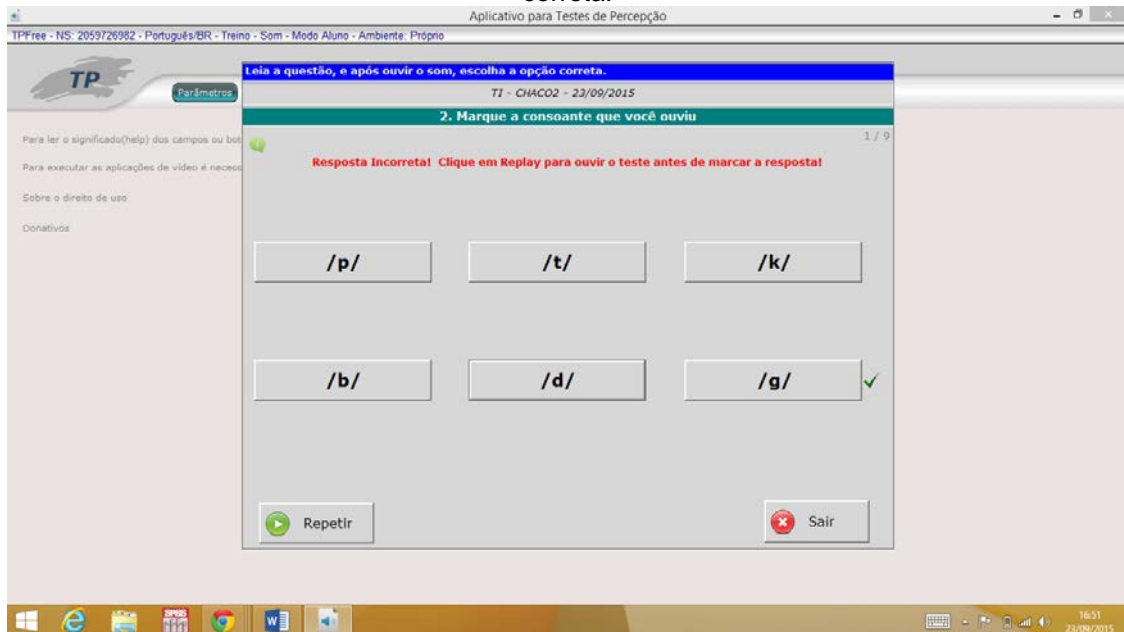 Aplicativo para Testes de Percepção
TPFree - NS: 2059726982 - Português/BR - Treino - Som - Modo Aluno - Ambiente: Próprio
TP
Parâmetros
Leia a questão, e após ouvir o som, escolha a opção correta.
TI - CHACO2 - 23/09/2015
2. Marque a consoante que você ouviu
1 / 9
Para ler o significado(help) dos campos ou
Resposta Incorreta! Clique em Replay para ouvir o teste antes de marcar a resposta!
Para executar as aplicações de vídeo é
Sobre o direito de uso
Donativos
/p/ /t/ /k/
/b/ /d/ /g/
Repetir
Sair
SPSS
16:51
23/09/2015